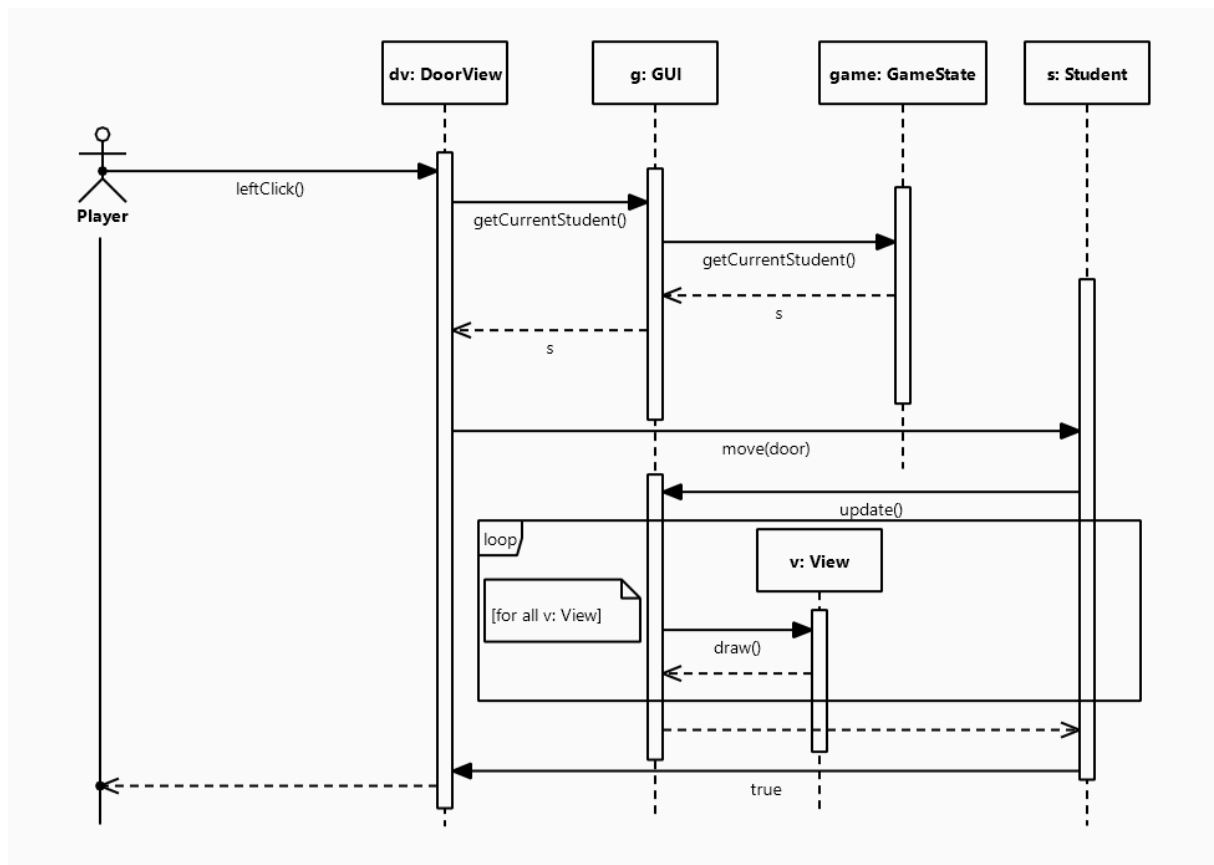 dv: DoorView
g: GUI
game: GameState
s: Student
leftClick()
Player
getCurrentStudent()
getCurrentStudent()
s
s
move(door)
update()
loop
v: View
[for all v: View]
draw()
true